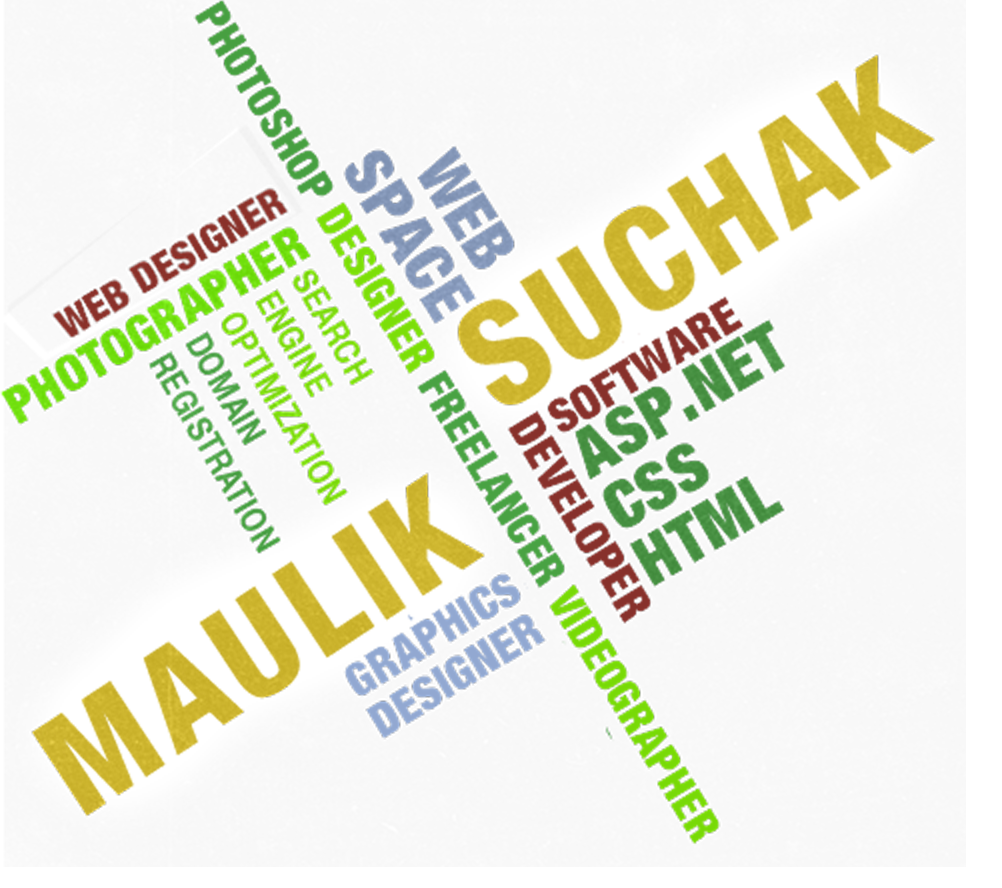 PHOTOSHOP
DESIGNER
FREELANCER
VIDEOGRAPHER
WEB
SPACE
SUCHAK
WEB DESIGNER
PHOTOGRAPHER
SEARCH
ENGINE
OPTIMIZATION
DOMAIN
REGISTRATION
SOFTWARE
DEVELOPER
ASP.NET
CSS
HTML
MAULIK
GRAPHICS
DESIGNER